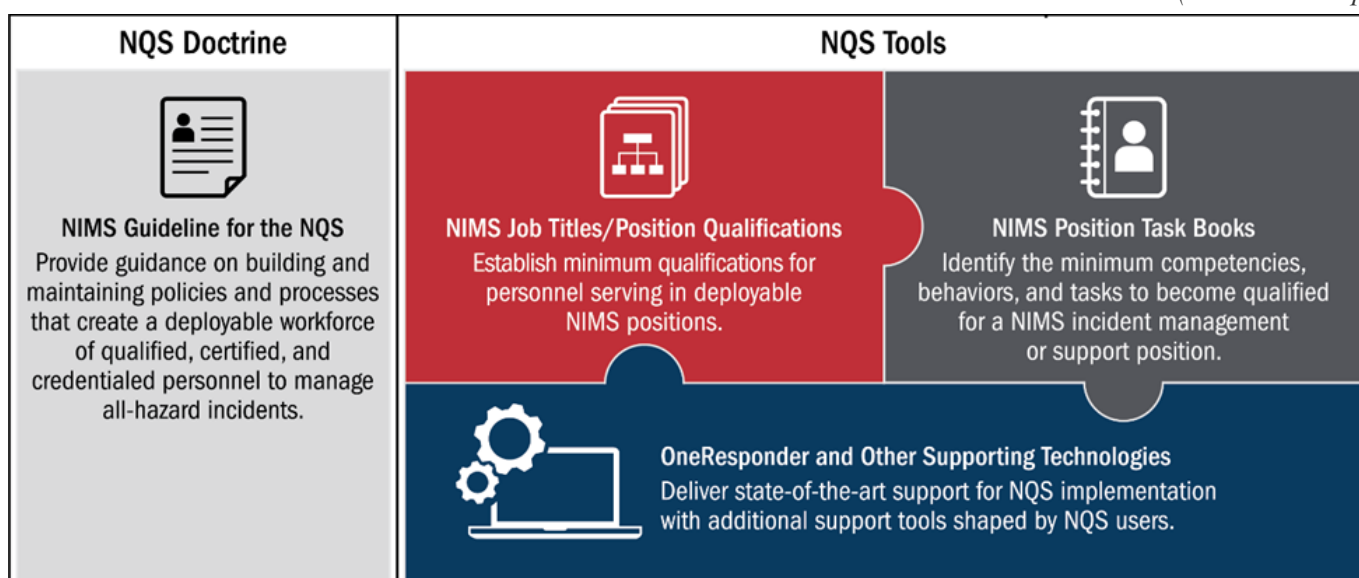 NQS Doctrine
NIMS Guideline for the NQS
Provide guidance on building and
maintaining policies and processes
that create a deployable workforce
of qualified, certified, and
credentialed personnel to manage
all-hazard incidents.
NQS Tools
NIMS Job Titles/Position Qualifications
Establish minimum qualifications for
personnel serving in deployable
NIMS positions.
NIMS Position Task Books
Identify the minimum competencies,
behaviors, and tasks to become qualified
for a NIMS incident management
or support position.
OneResponder and Other Supporting Technologies
Deliver state-of-the-art support for NQS implementation
with additional support tools shaped by NQS users.